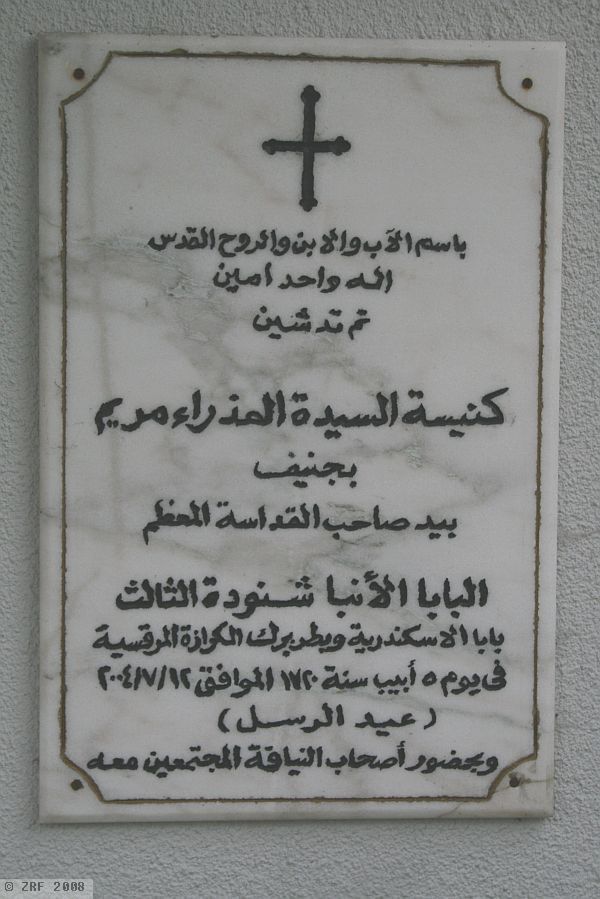 باسم الآب والابن والروح القدس
اله واحد امين
تم تدشين
كنيسة السيدة العذراء مريم
بجنيف
بيد صاحب القداسة المعظم
البابا الأنبا شنودة الثالث
بابا الاسكندرية وبطريرك الكرازة المرقسية
فى يوم ٥ أبيب سنة ١٧٢٠ الموافق ٢٠٠٤/٧/١٢
(عيد الرسل)
وبحضور أصحاب النيافة المجتمعين معه
© ZRF 2008